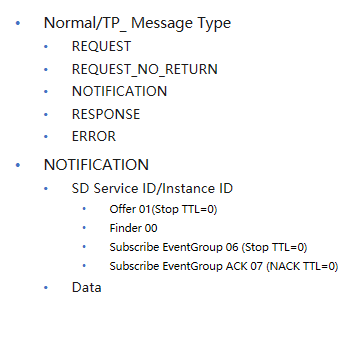 Normal/TP_ Message Type
REQUEST
REQUEST_NO_RETURN
NOTIFICATION
RESPONSE
ERROR
NOTIFICATION
SD Service ID/Instance ID
Offer 01(Stop TTL=0)
Finder 00
Subscribe EventGroup 06 (Stop TTL=0)
Subscribe EventGroup ACK 07 (NACK TTL=0)
Data